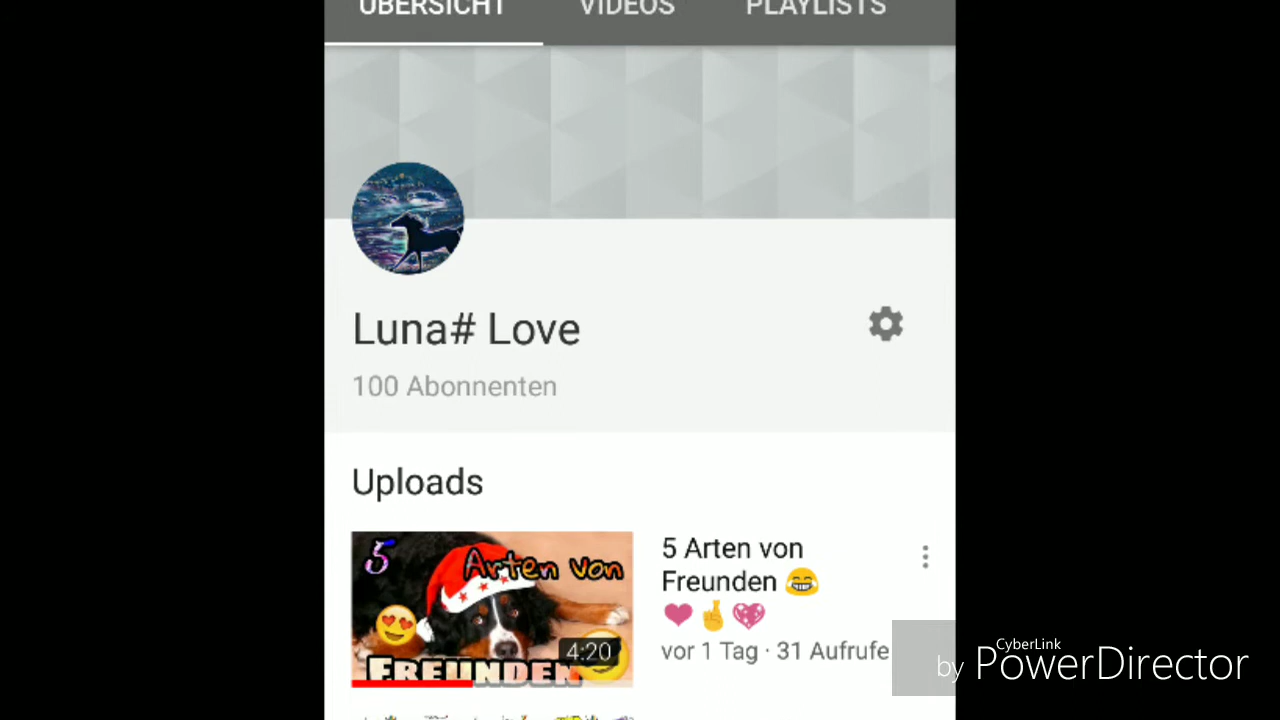 ÜBERSICHT VIDEOS PLAYLISTS
Luna# Love
100 Abonnenten
Uploads
5 Arten von
FREUNDEN
4:20
5 Arten von
Freunden 😂
❤🤞💖
vor 1 Tag · 31 Aufrufe
CyberLink
by PowerDirector